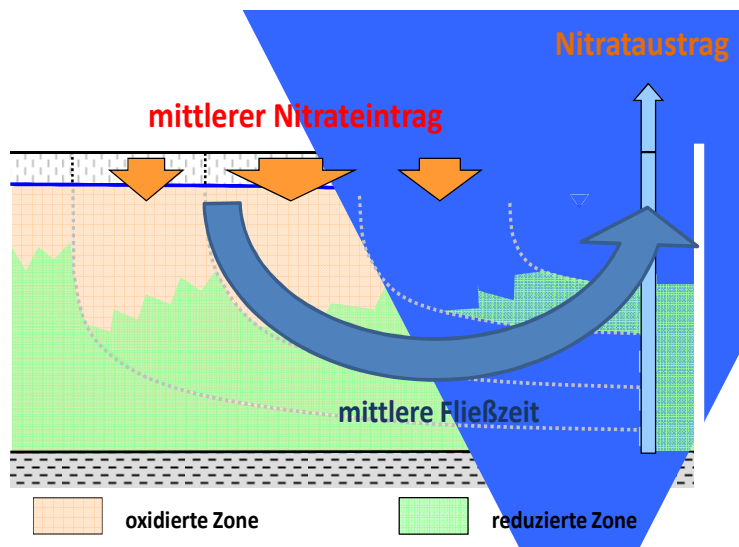 Nitrataustrag
mittlerer Nitrateintrag
mittlere Fließzeit
oxidierte Zone
reduzierte Zone